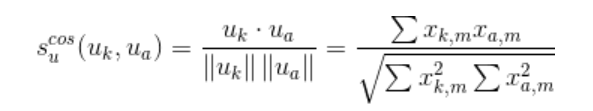 $s_u^{cos}(u_k, u_a) = \frac{u_k \cdot u_a}{||u_k|| \, ||u_a||} = \frac{\sum x_{k,m} x_{a,m}}{\sqrt{\sum x_{k,m}^2 \sum x_{a,m}^2}}$